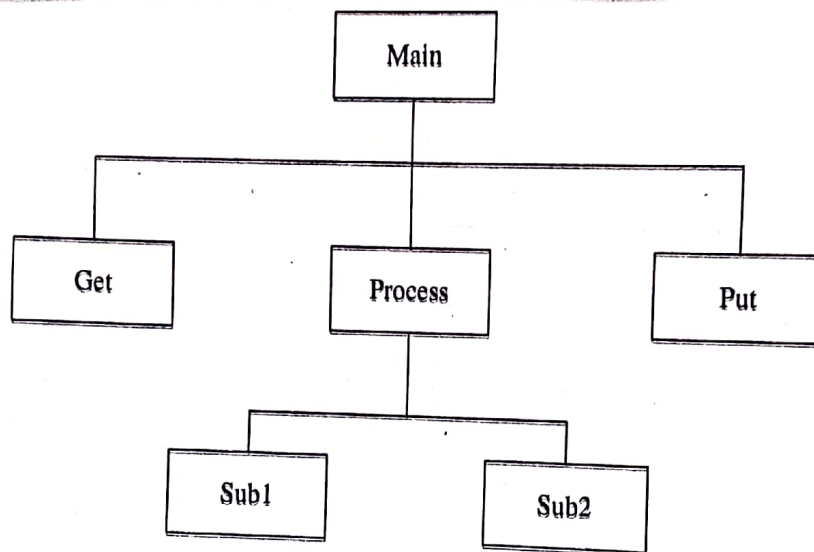 Main
Get
Process
Put
Sub1
Sub2